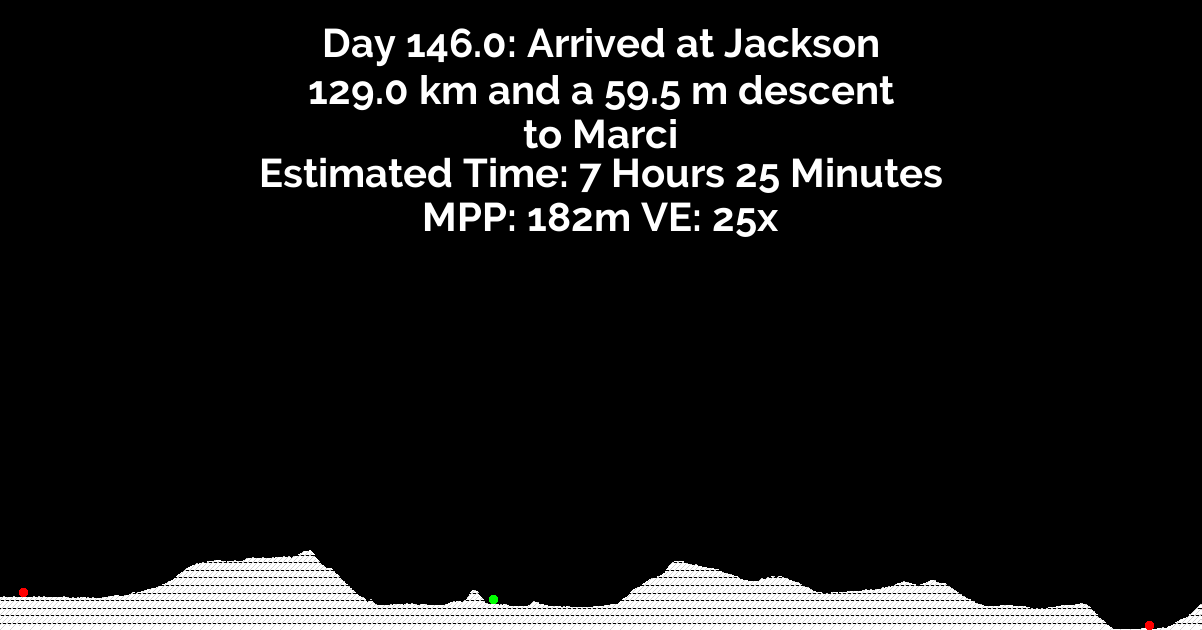 Day 146.0: Arrived at Jackson
129.0 km and a 59.5 m descent
to Marci
Estimated Time: 7 Hours 25 Minutes
MPP: 182m VE: 25x